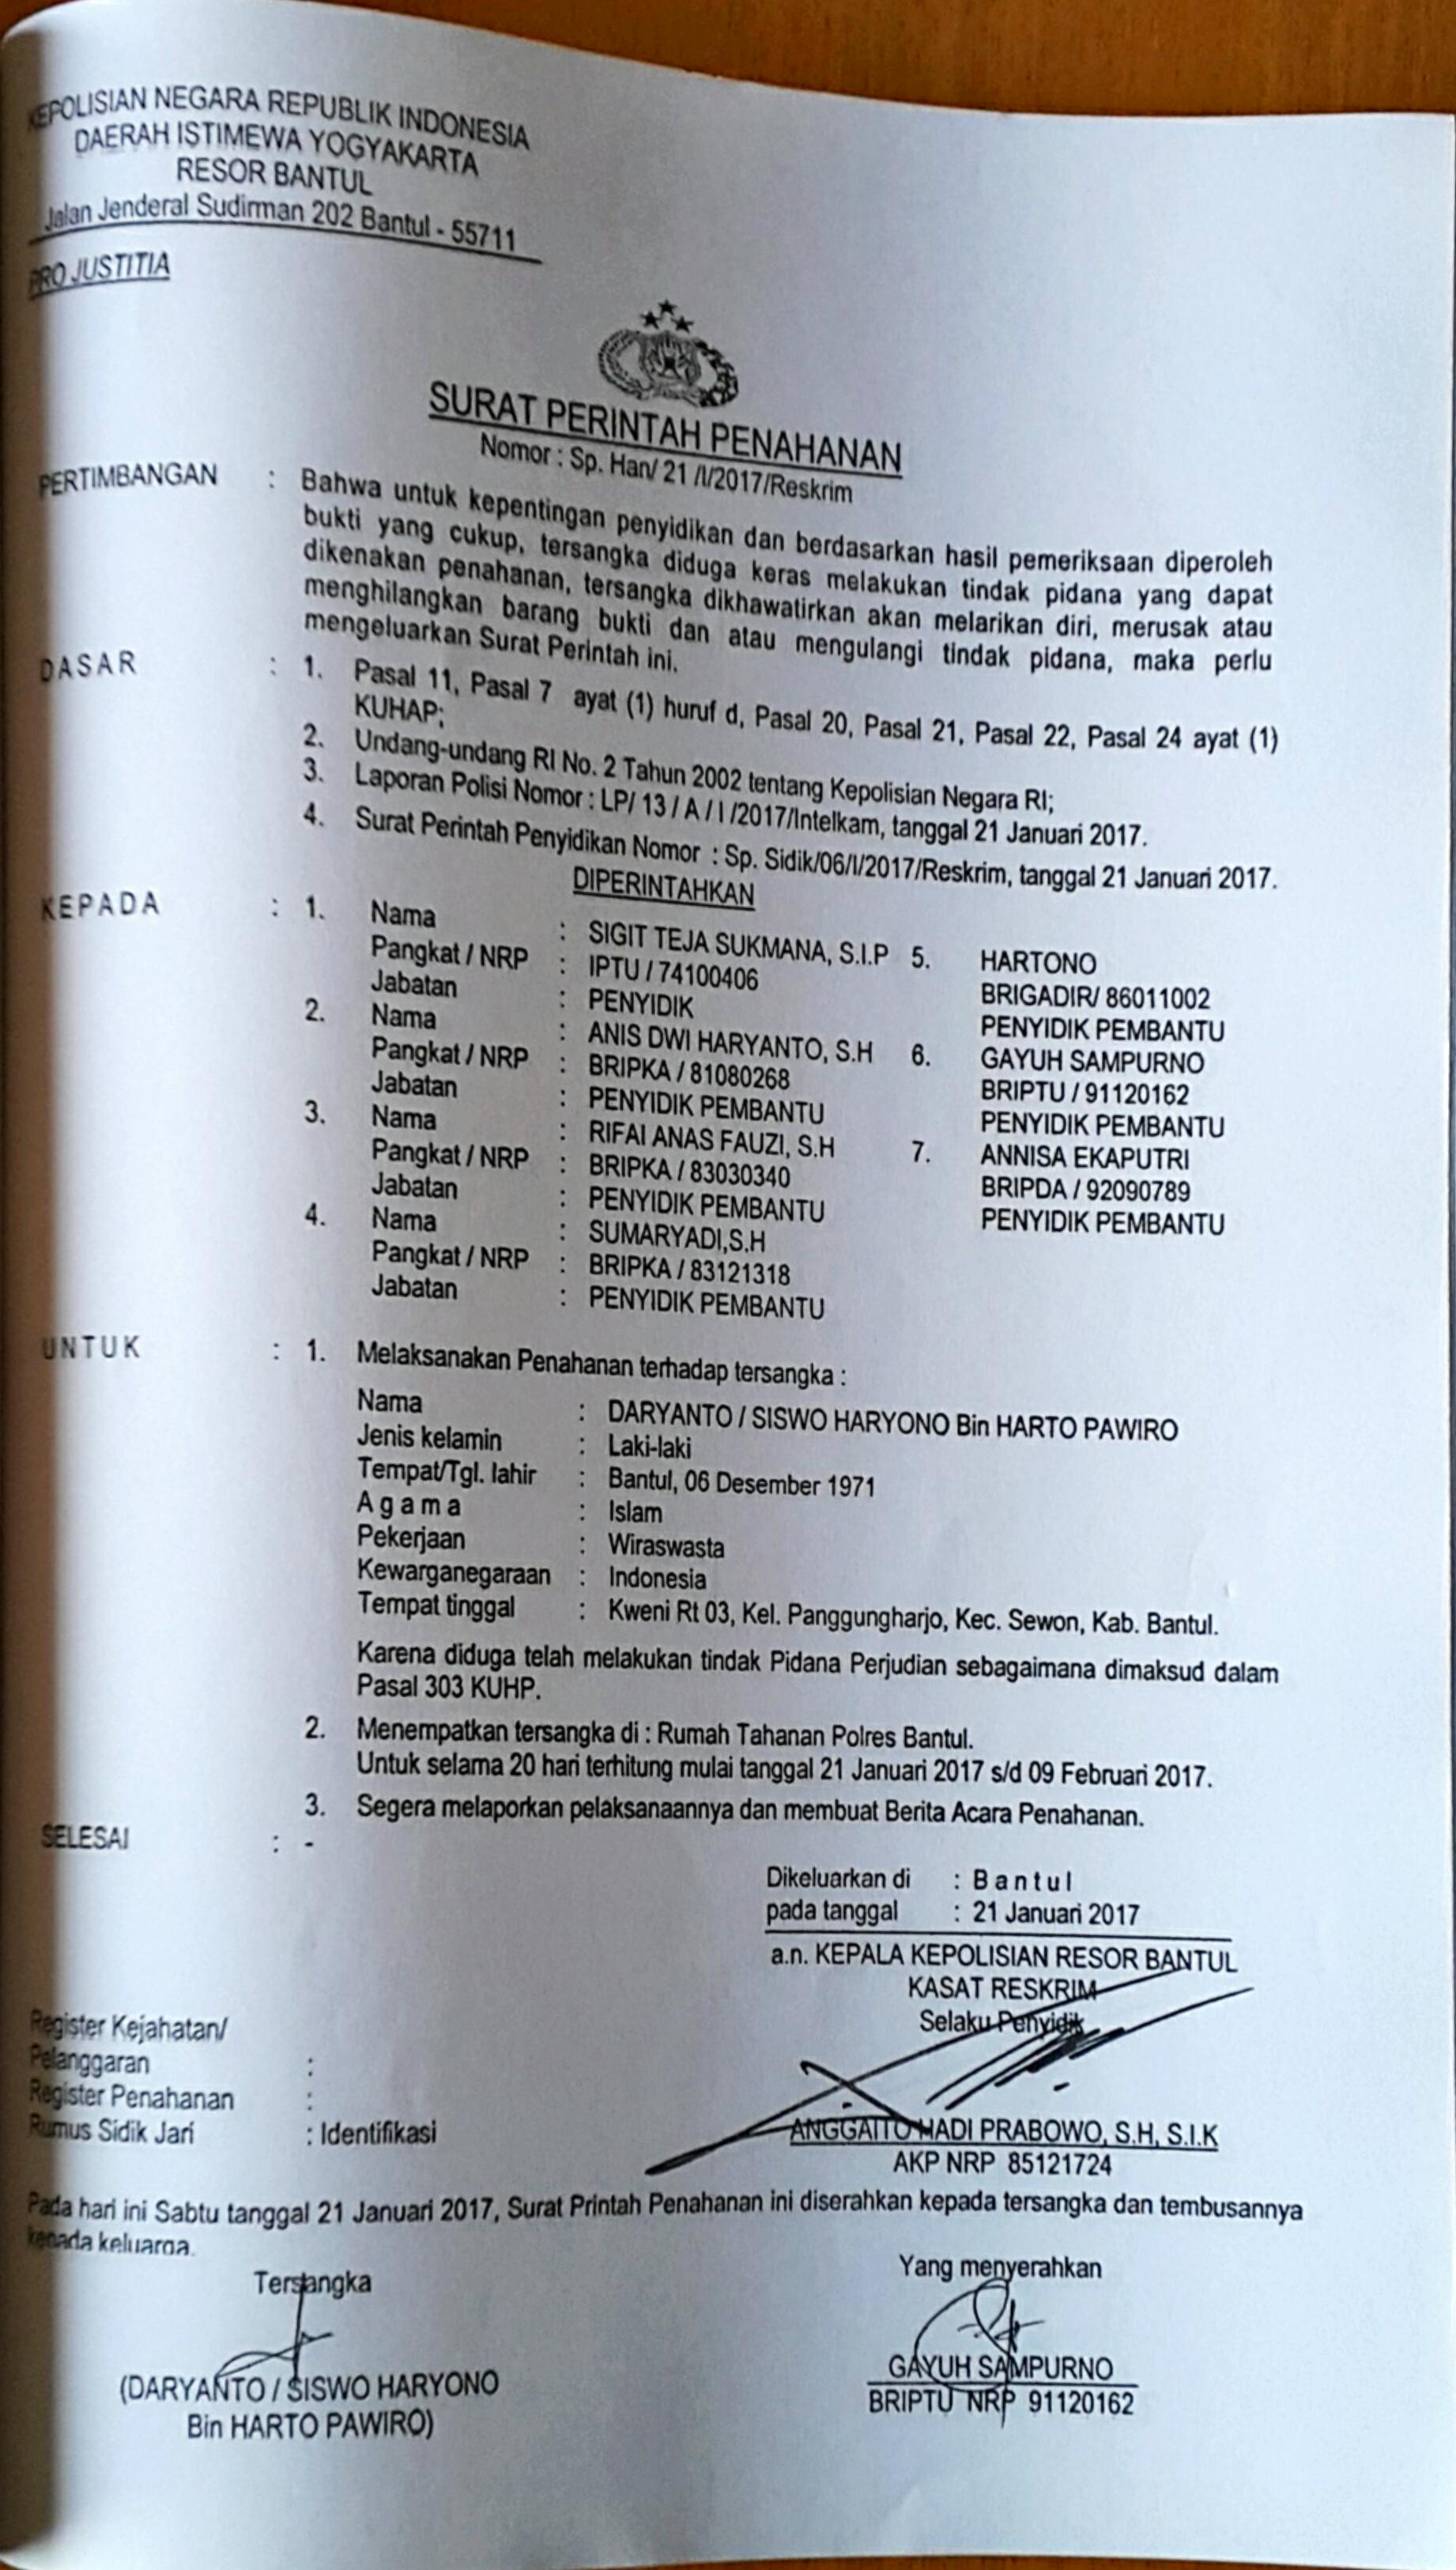 KEPOLISIAN NEGARA REPUBLIK INDONESIA
DAERAH ISTIMEWA YOGYAKARTA
RESOR BANTUL
Jalan Jenderal Sudirman 202 Bantul - 55711
PRO JUSTITIA
SURAT PERINTAH PENAHANAN
Nomor : Sp. Han/ 21 /I/2017/Reskrim
PERTIMBANGAN : Bahwa untuk kepentingan penyidikan dan berdasarkan hasil pemeriksaan diperoleh
bukti yang cukup, tersangka diduga keras melakukan tindak pidana yang dapat
dikenakan penahanan, tersangka dikhawatirkan akan melarikan diri, merusak atau
menghilangkan barang bukti dan atau mengulangi tindak pidana, maka perlu
mengeluarkan Surat Perintah ini.
DASAR : 1. Pasal 11, Pasal 7 ayat (1) huruf d, Pasal 20, Pasal 21, Pasal 22, Pasal 24 ayat (1)
KUHAP;
2. Undang-undang RI No. 2 Tahun 2002 tentang Kepolisian Negara RI;
3. Laporan Polisi Nomor : LP/ 13 / A / I /2017/Intelkam, tanggal 21 Januari 2017.
4. Surat Perintah Penyidikan Nomor : Sp. Sidik/06/I/2017/Reskrim, tanggal 21 Januari 2017.
DIPERINTAHKAN
KEPADA : 1. Nama : SIGIT TEJA SUKMANA, S.I.P 5. HARTONO
Pangkat / NRP : IPTU / 74100406 BRIGADIR/ 86011002
Jabatan : PENYIDIK PENYIDIK PEMBANTU
2. Nama : ANIS DWI HARYANTO, S.H 6. GAYUH SAMPURNO
Pangkat / NRP : BRIPKA / 81080268 BRIPTU / 91120162
Jabatan : PENYIDIK PEMBANTU PENYIDIK PEMBANTU
3. Nama : RIFAI ANAS FAUZI, S.H 7. ANNISA EKAPUTRI
Pangkat / NRP : BRIPKA / 83030340 BRIPDA / 92090789
Jabatan : PENYIDIK PEMBANTU PENYIDIK PEMBANTU
4. Nama : SUMARYADI,S.H
Pangkat / NRP : BRIPKA / 83121318
Jabatan : PENYIDIK PEMBANTU
UNTUK : 1. Melaksanakan Penahanan terhadap tersangka :
Nama : DARYANTO / SISWO HARYONO Bin HARTO PAWIRO
Jenis kelamin : Laki-laki
Tempat/Tgl. lahir : Bantul, 06 Desember 1971
A g a m a : Islam
Pekerjaan : Wiraswasta
Kewarganegaraan : Indonesia
Tempat tinggal : Kweni Rt 03, Kel. Panggungharjo, Kec. Sewon, Kab. Bantul.
Karena diduga telah melakukan tindak Pidana Perjudian sebagaimana dimaksud dalam
Pasal 303 KUHP.
2. Menempatkan tersangka di : Rumah Tahanan Polres Bantul.
Untuk selama 20 hari terhitung mulai tanggal 21 Januari 2017 s/d 09 Februari 2017.
3. Segera melaporkan pelaksanaannya dan membuat Berita Acara Penahanan.
SELESAI : -
Dikeluarkan di : B a n t u l
pada tanggal : 21 Januari 2017
a.n. KEPALA KEPOLISIAN RESOR BANTUL
KASAT RESKRIM
Selaku Penyidik
Register Kejahatan/
Pelanggaran :
Register Penahanan :
Rumus Sidik Jari : Identifikasi
ANGGAITO HADI PRABOWO, S.H, S.I.K
AKP NRP 85121724
Pada hari ini Sabtu tanggal 21 Januari 2017, Surat Printah Penahanan ini diserahkan kepada tersangka dan tembusannya
kepada keluarga.
Tersangka
Yang menyerahkan
(DARYANTO / SISWO HARYONO
Bin HARTO PAWIRO)
GAYUH SAMPURNO
BRIPTU NRP 91120162